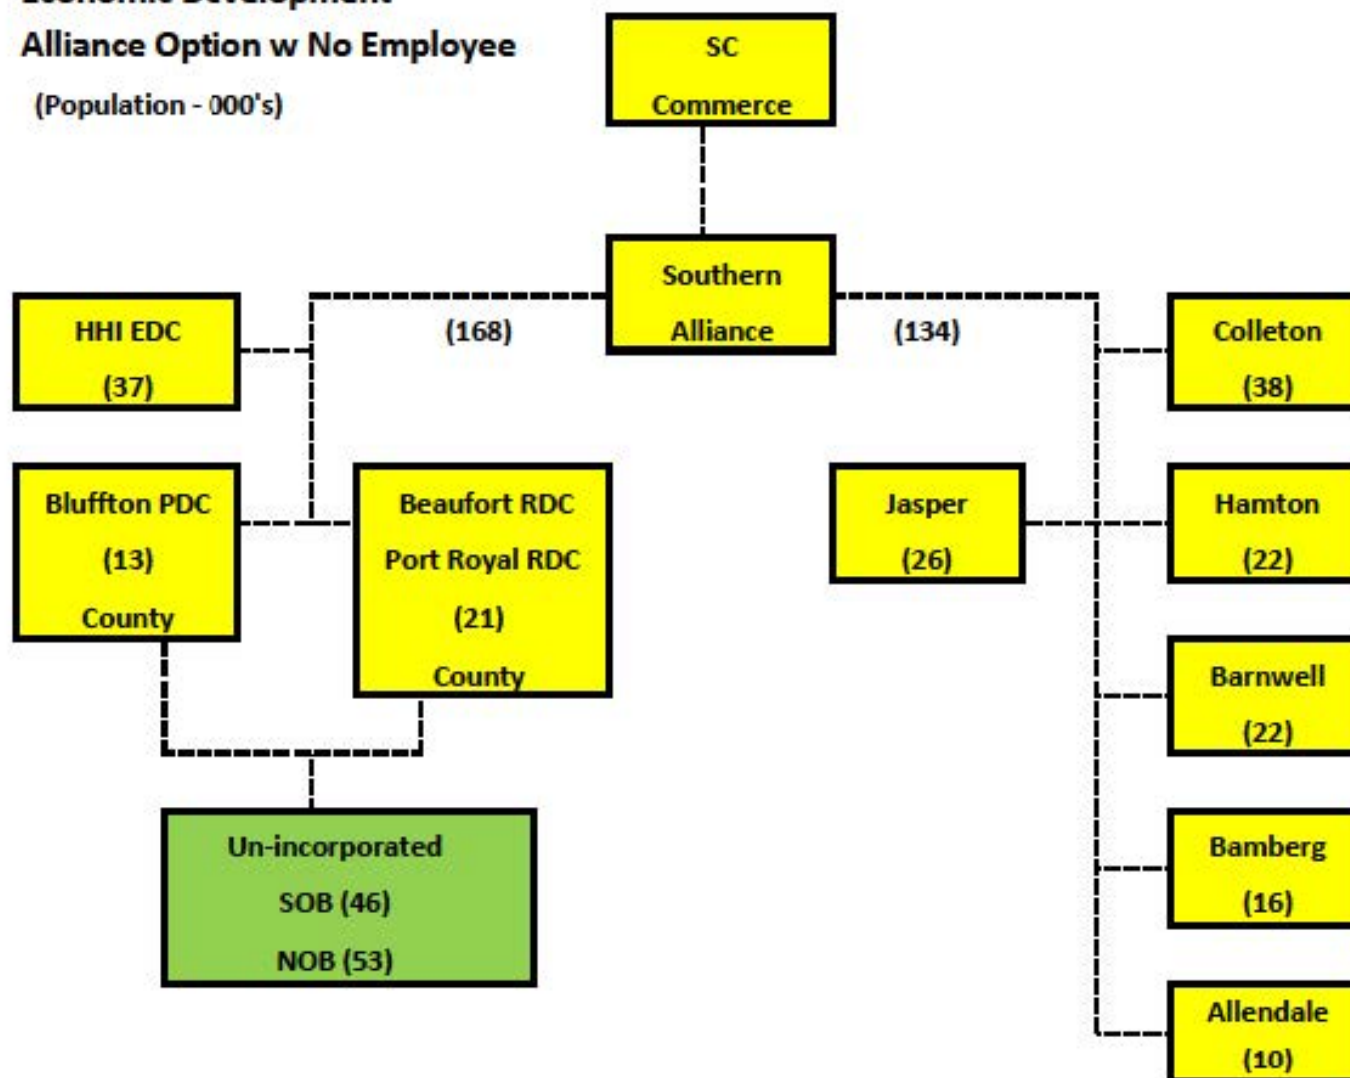 Economic Development
Alliance Option w No Employee
(Population - 000's)
SC
Commerce
Southern
Alliance
(168)
(134)
HHI EDC
(37)
Colleton
(38)
Bluffton PDC
(13)
County
Beaufort RDC
Port Royal RDC
(21)
County
Jasper
(26)
Hamton
(22)
Barnwell
(22)
Un-incorporated
SOB (46)
NOB (53)
Bamberg
(16)
Allendale
(10)